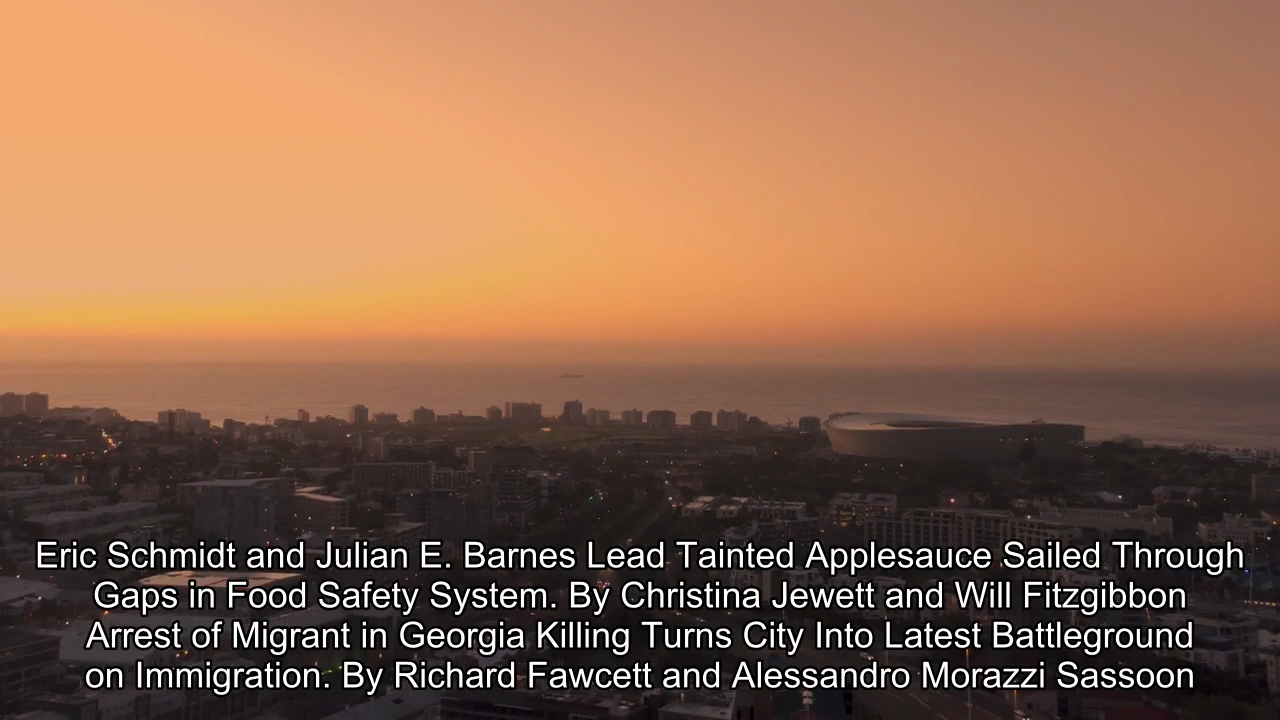 Eric Schmidt and Julian E. Barnes Lead Tainted Applesauce Sailed Through
Gaps in Food Safety System. By Christina Jewett and Will Fitzgibbon
Arrest of Migrant in Georgia Killing Turns City Into Latest Battleground
on Immigration. By Richard Fawcett and Alessandro Morazzi Sassoon